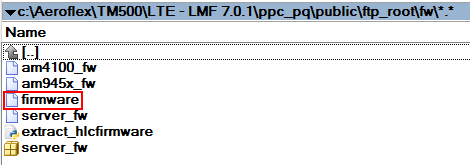 c:\Aeroflex\TM500\LTE - LMF 7.0.1\ppc_pq\public\ftp_root\fw\*.*
Name
[..]
am4100_fw
am945x_fw
firmware
server_fw
extract_hlcfirmware
server_fw